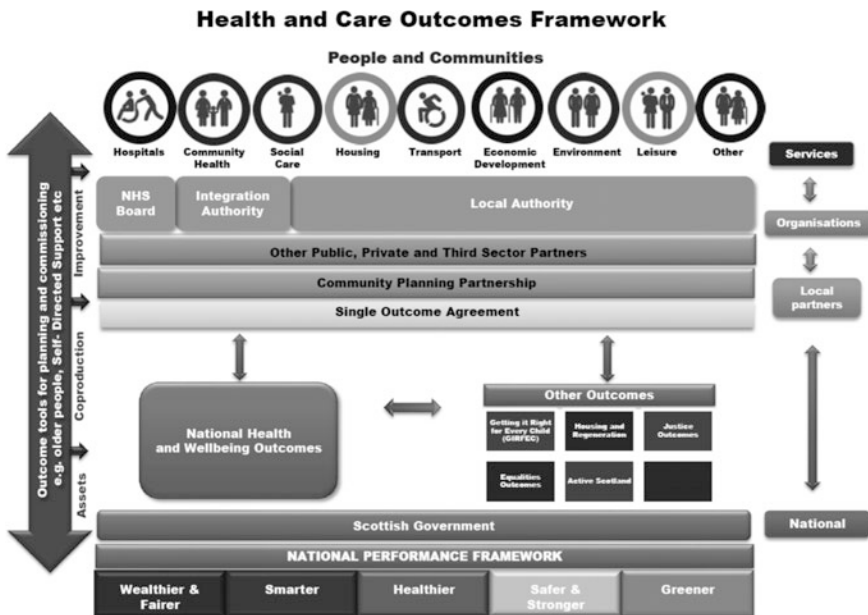 Health and Care Outcomes Framework
People and Communities
Hospitals
Community
Health
Social
Care
Housing
Transport
Economic
Development
Environment
Leisure
Other
Services
Outcome tools for planning and commissioning
e.g. older people, Self- Directed Support etc
Improvement
Coproduction
Assets
NHS
Board
Integration
Authority
Local Authority
Organisations
Other Public, Private and Third Sector Partners
Community Planning Partnership
Single Outcome Agreement
Local
partners
National Health
and Wellbeing Outcomes
Other Outcomes
Getting it Right
for Every Child
(GIRFEC)
Housing and
Regeneration
Justice
Outcomes
Equalities
Outcomes
Active Scotland
Scottish Government
National
NATIONAL PERFORMANCE FRAMEWORK
Wealthier &
Fairer
Smarter
Healthier
Safer &
Stronger
Greener